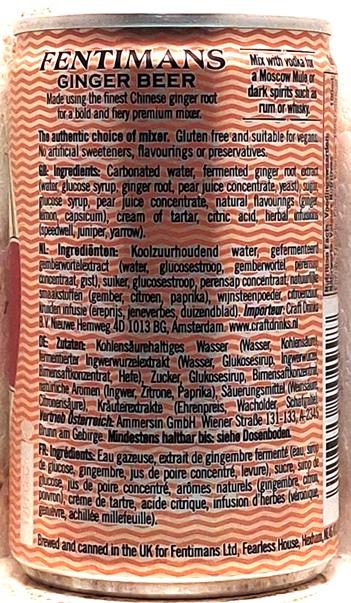 FENTIMANS
GINGER BEER
Made using the finest Chinese ginger root
for a bold and fiery premium mixer.
Mix with vodka for
a Moscow Mule or
dark spirits such as
rum or whisky.
The authentic choice of mixer. Gluten free and suitable for vegans.
No artificial sweeteners, flavourings or preservatives.
GB: Ingredients: Carbonated water, fermented ginger root extract
(water, glucose syrup, ginger root, pear juice concentrate, yeast) sugar,
glucose syrup, pear juice concentrate, natural flavourings (ginger,
lemon, capsicum), cream of tartar, citric acid, herbal infusions
(speedwell, juniper, yarrow).
NL: Ingrediënten: Koolzuurhoudend water, gefermenteerd
gemberwortelextract (water, glucosestroop, gemberwortel, perensap
concentraat, gist), suiker, glucosestroop, perensap concentraat, natuurlijke
smaakstoffen (gember, citroen, paprika), wijnsteenpoeder, citroenzuur,
kruiden infusie (ereprijs, jeneverbes, duizendblad). Importeur: Craft Drinks
B.V. Nieuwe Hemweg 4D 1013 BG, Amsterdam. www.craftdrinks.nl
DE: Zutaten: Kohlensäurehaltiges Wasser (Wasser, Kohlensäure),
fermentierter Ingwerwurzelextrakt (Wasser, Glukosesirup, Ingwerwurzel,
Birnensaftkonzentrat, Hefe), Zucker, Glukosesirup, Birnensaftkonzentrat,
natürliche Aromen (Ingwer, Zitrone, Paprika), Säuerungsmittel (Weinsäure,
Citronensäure), Kräuterextrakte (Ehrenpreis, Wacholder, Schafgarbe).
Vertrieb Österreich: Ammersin GmbH Wiener Straße 131-133, A-2345
Brunn am Gebirge. Mindestens haltbar bis: siehe Dosenboden.
FR: Ingrédients: Eau gazeuse, extrait de gingembre fermenté (eau, sirop
de glucose, gingembre, jus de poire concentré, levure), sucre, sirop de
glucose, jus de poire concentré, arômes naturels (gingembre, citron,
poivron), crème de tartre, acide citrique, infusion d'herbes (véronique,
genièvre, achillée millefeuille).
Brewed and canned in the UK for Fentimans Ltd, Fearless House, Hexham,